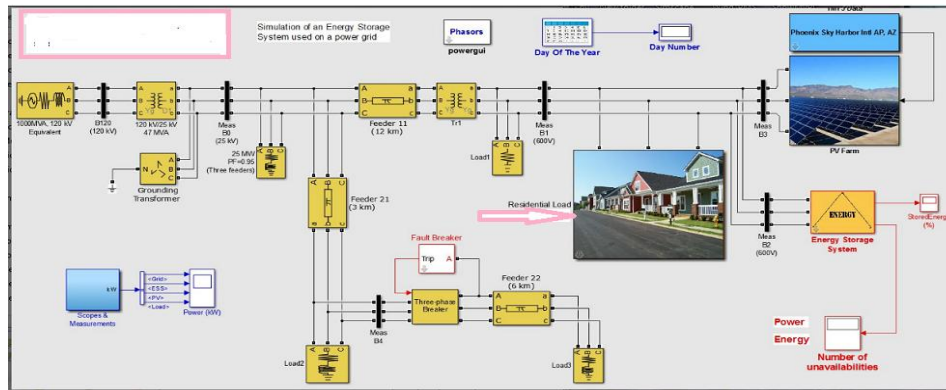 Simulation of an Energy Storage
System used on a power grid
Phasors
powergui
Day Of The Year
Day Number
Phoenix Sky Harbor Intl AP, AZ
PV Farm
1000MVA, 120 kV
Equivalent
B120
(120 kV)
120 kV/25 kV
47 MVA
Meas
B0
(25 kV)
Feeder 11
(12 km)
Tr1
Meas
B1
(600V)
Meas
B3
Load1
25 MW
PF=0.95
(Three feeders)
N
A
B
C
Grounding
Transformer
Feeder 21
(3 km)
Residential Load
Meas
B2
(600V)
ENERGY
Energy Storage
System
StoredEnergy
(%)
Fault Breaker
Trip
A
Three-phase
Breaker
Feeder 22
(6 km)
Meas
B4
Load2
Load3
kW
Scopes &
Measurements
<Grid>
<ESS>
<PV>
<Load>
Power (kW)
Power
Energy
Number of
unavailabilities